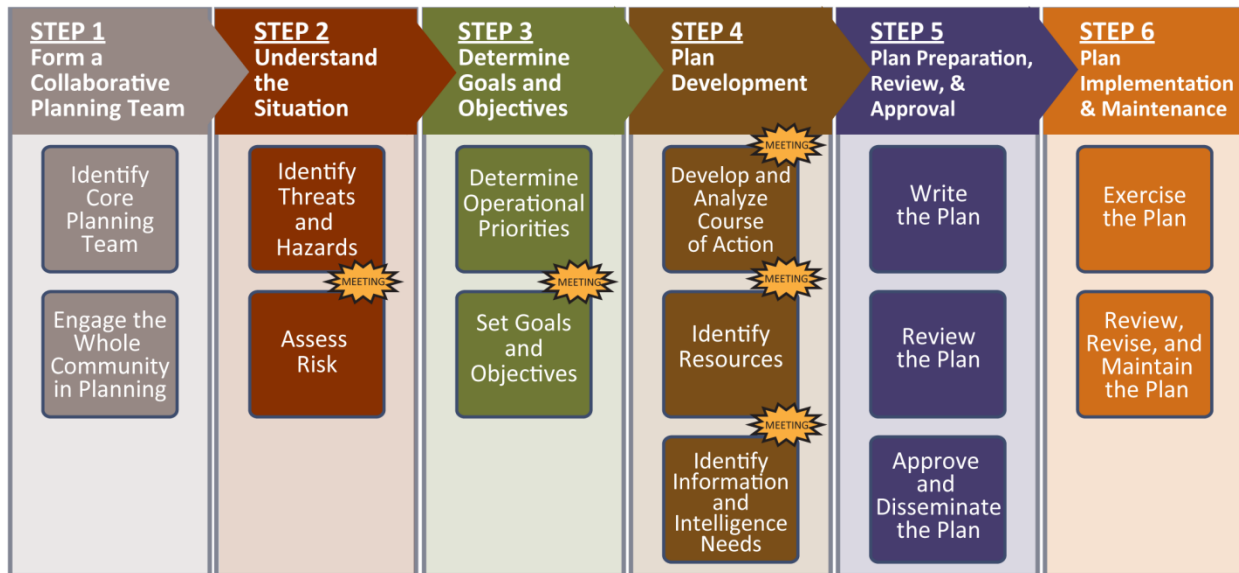 STEP 1
Form a
Collaborative
Planning Team
Identify
Core
Planning
Team
Engage the
Whole
Community
in Planning
STEP 2
Understand
the
Situation
Identify
Threats
and
Hazards
MEETING
Assess
Risk
STEP 3
Determine
Goals and
Objectives
Determine
Operational
Priorities
MEETING
Set Goals
and
Objectives
STEP 4
Plan
Development
MEETING
Develop and
Analyze
Course
of Action
MEETING
Identify
Resources
MEETING
Identify
Information
and
Intelligence
Needs
STEP 5
Plan Preparation,
Review, &
Approval
Write
the Plan
Review
the Plan
Approve
and
Disseminate
the Plan
STEP 6
Plan
Implementation
& Maintenance
Exercise
the Plan
Review,
Revise, and
Maintain
the Plan